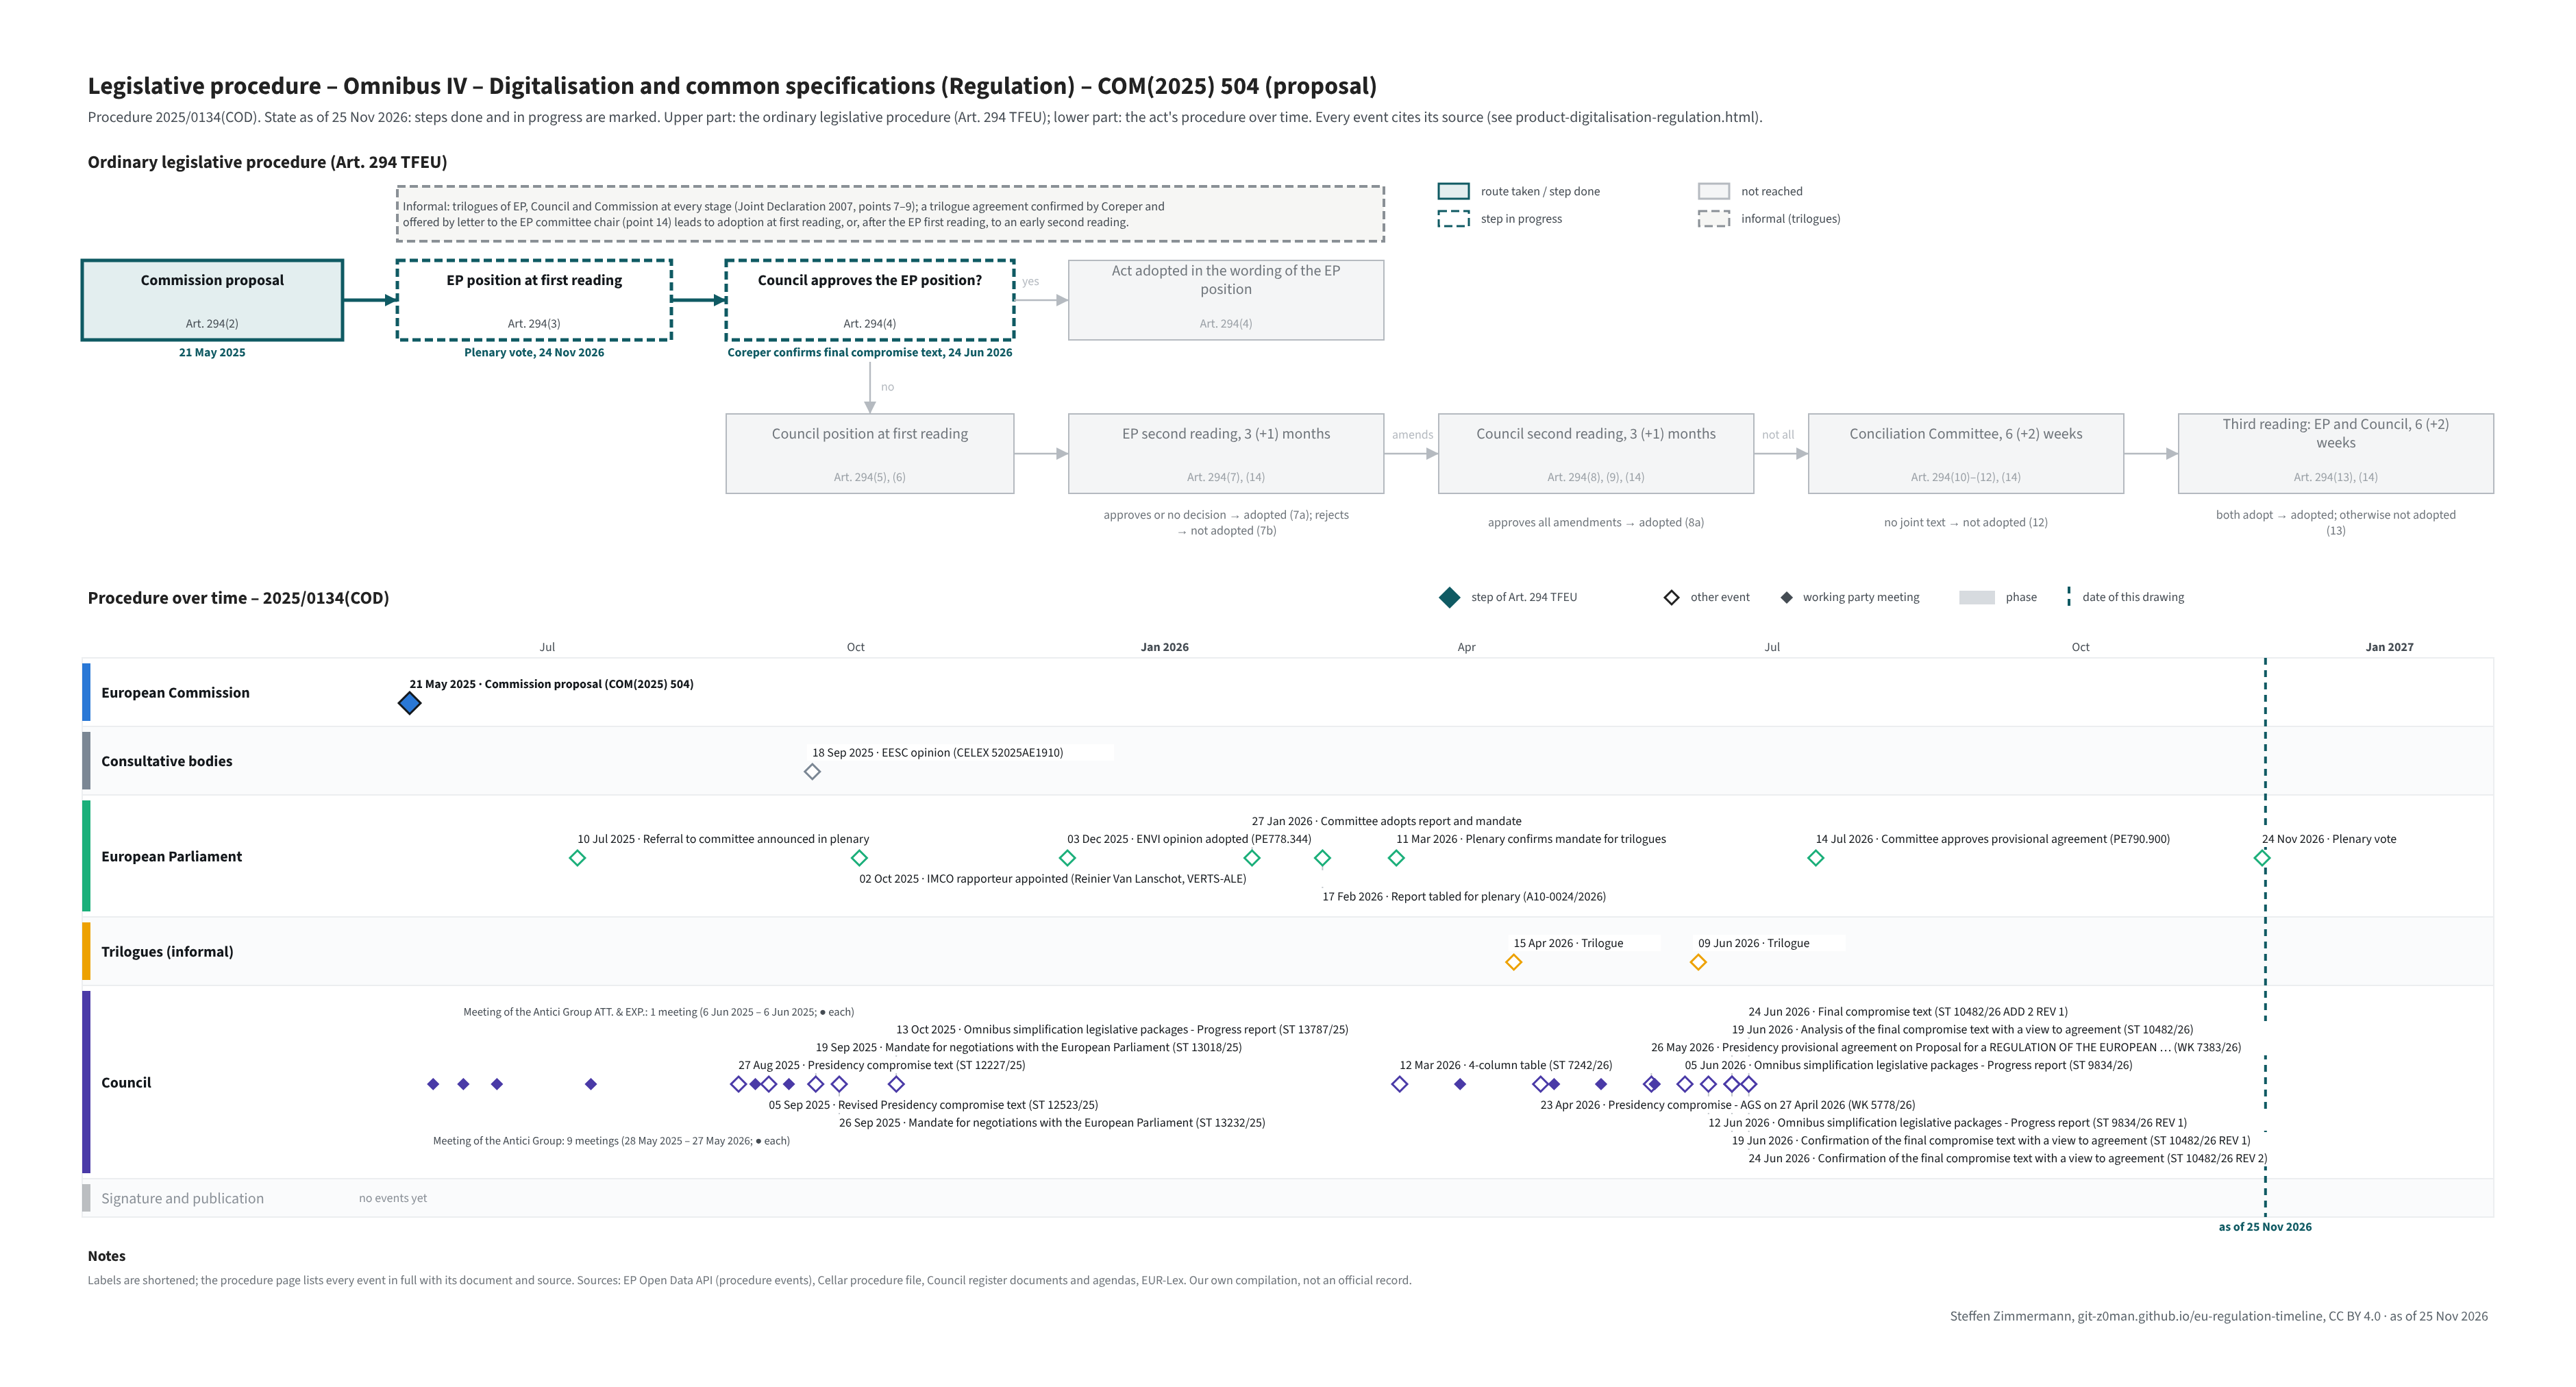 Legislative procedure – Omnibus IV – Digitalisation and common specifications (Regulation) – COM(2025) 504 (proposal)
Procedure 2025/0134(COD). State as of 25 Nov 2026: steps done and in progress are marked. Upper part: the ordinary legislative procedure (Art. 294 TFEU); lower part: the act's procedure over time. Every event cites its source (see product-digitalisation-regulation.html).
Ordinary legislative procedure (Art. 294 TFEU)
Informal: trilogues of EP, Council and Commission at every stage (Joint Declaration 2007, points 7–9); a trilogue agreement confirmed by Coreper and
offered by letter to the EP committee chair (point 14) leads to adoption at first reading, or, after the EP first reading, to an early second reading.
route taken / step done
not reached
step in progress
informal (trilogues)
Commission proposal
Art. 294(2)
21 May 2025
EP position at first reading
Art. 294(3)
Plenary vote, 24 Nov 2026
Council approves the EP position?
Art. 294(4)
Coreper confirms final compromise text, 24 Jun 2026
yes
Act adopted in the wording of the EP
position
Art. 294(4)
no
Council position at first reading
Art. 294(5), (6)
EP second reading, 3 (+1) months
Art. 294(7), (14)
approves or no decision → adopted (7a); rejects
→ not adopted (7b)
amends
Council second reading, 3 (+1) months
Art. 294(8), (9), (14)
approves all amendments → adopted (8a)
not all
Conciliation Committee, 6 (+2) weeks
Art. 294(10)–(12), (14)
no joint text → not adopted (12)
Third reading: EP and Council, 6 (+2)
weeks
Art. 294(13), (14)
both adopt → adopted; otherwise not adopted
(13)
Procedure over time – 2025/0134(COD)
step of Art. 294 TFEU
other event
working party meeting
phase
date of this drawing
Jul
Oct
Jan 2026
Apr
Jul
Oct
Jan 2027
European Commission
21 May 2025 · Commission proposal (COM(2025) 504)
Consultative bodies
18 Sep 2025 · EESC opinion (CELEX 52025AE1910)
European Parliament
27 Jan 2026 · Committee adopts report and mandate
10 Jul 2025 · Referral to committee announced in plenary
03 Dec 2025 · ENVI opinion adopted (PE778.344)
11 Mar 2026 · Plenary confirms mandate for trilogues
14 Jul 2026 · Committee approves provisional agreement (PE790.900)
24 Nov 2026 · Plenary vote
02 Oct 2025 · IMCO rapporteur appointed (Reinier Van Lanschot, VERTS-ALE)
17 Feb 2026 · Report tabled for plenary (A10-0024/2026)
Trilogues (informal)
15 Apr 2026 · Trilogue
09 Jun 2026 · Trilogue
Council
Meeting of the Antici Group ATT. & EXP.: 1 meeting (6 Jun 2025 – 6 Jun 2025; ● each)
24 Jun 2026 · Final compromise text (ST 10482/26 ADD 2 REV 1)
13 Oct 2025 · Omnibus simplification legislative packages - Progress report (ST 13787/25)
19 Jun 2026 · Analysis of the final compromise text with a view to agreement (ST 10482/26)
19 Sep 2025 · Mandate for negotiations with the European Parliament (ST 13018/25)
26 May 2026 · Presidency provisional agreement on Proposal for a REGULATION OF THE EUROPEAN … (WK 7383/26)
27 Aug 2025 · Presidency compromise text (ST 12227/25)
12 Mar 2026 · 4-column table (ST 7242/26)
05 Jun 2026 · Omnibus simplification legislative packages - Progress report (ST 9834/26)
05 Sep 2025 · Revised Presidency compromise text (ST 12523/25)
23 Apr 2026 · Presidency compromise - AGS on 27 April 2026 (WK 5778/26)
26 Sep 2025 · Mandate for negotiations with the European Parliament (ST 13232/25)
12 Jun 2026 · Omnibus simplification legislative packages - Progress report (ST 9834/26 REV 1)
Meeting of the Antici Group: 9 meetings (28 May 2025 – 27 May 2026; ● each)
19 Jun 2026 · Confirmation of the final compromise text with a view to agreement (ST 10482/26 REV 1)
24 Jun 2026 · Confirmation of the final compromise text with a view to agreement (ST 10482/26 REV 2)
Signature and publication
no events yet
as of 25 Nov 2026
Notes
Labels are shortened; the procedure page lists every event in full with its document and source. Sources: EP Open Data API (procedure events), Cellar procedure file, Council register documents and agendas, EUR-Lex. Our own compilation, not an official record.
Steffen Zimmermann, git-z0man.github.io/eu-regulation-timeline, CC BY 4.0 · as of 25 Nov 2026